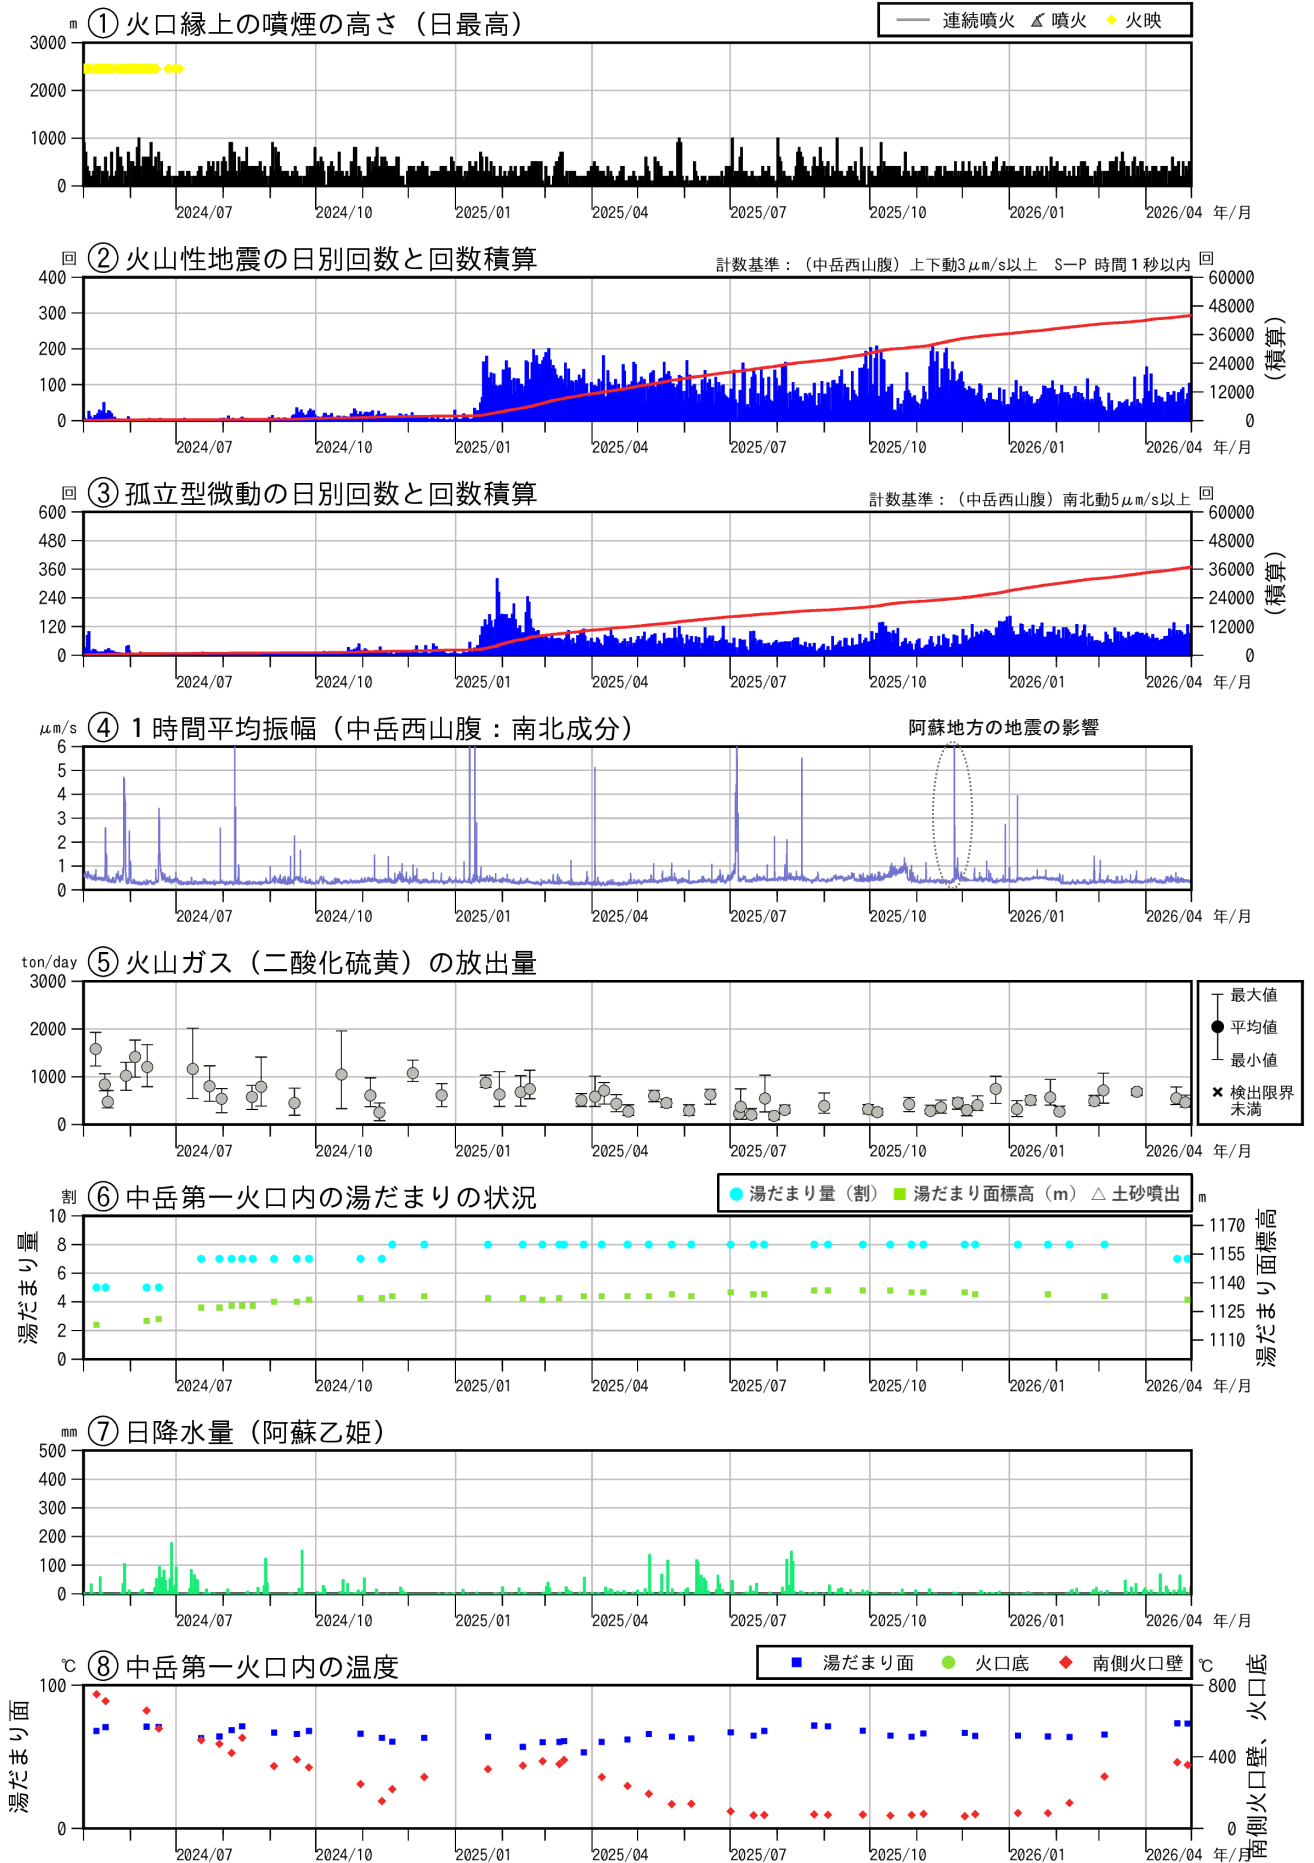 m ① 火口縁上の噴煙の高さ（日最高）
連続噴火 噴火 火映
3000
2000
1000
0
2024/07 2024/10 2025/01 2025/04 2025/07 2025/10 2026/01 2026/04 年/月
回 ② 火山性地震の日別回数と回数積算
計数基準：（中岳西山腹）上下動3μm/s以上 S－P 時間１秒以内 回
400 60000
300 48000
200 36000
100 24000
0 12000
0
（積算）
2024/07 2024/10 2025/01 2025/04 2025/07 2025/10 2026/01 2026/04 年/月
回 ③ 孤立型微動の日別回数と回数積算
計数基準：（中岳西山腹）南北動5μm/s以上 回
600 60000
480 48000
360 36000
240 24000
120 12000
0 0
（積算）
2024/07 2024/10 2025/01 2025/04 2025/07 2025/10 2026/01 2026/04 年/月
μm/s ④ １時間平均振幅（中岳西山腹：南北成分）
阿蘇地方の地震の影響
6
5
4
3
2
1
0
2024/07 2024/10 2025/01 2025/04 2025/07 2025/10 2026/01 2026/04 年/月
ton/day ⑤ 火山ガス（二酸化硫黄）の放出量
3000
2000
1000
0
最大値
平均値
最小値
検出限界
未満
2024/07 2024/10 2025/01 2025/04 2025/07 2025/10 2026/01 2026/04 年/月
割 ⑥ 中岳第一火口内の湯だまりの状況
湯だまり量（割） 湯だまり面標高（m） △ 土砂噴出 m
湯だまり量
10
8
6
4
2
0
1170
1155
1140
1125
1110
湯だまり面標高
2024/07 2024/10 2025/01 2025/04 2025/07 2025/10 2026/01 2026/04 年/月
mm ⑦ 日降水量（阿蘇乙姫）
500
400
300
200
100
0
2024/07 2024/10 2025/01 2025/04 2025/07 2025/10 2026/01 2026/04 年/月
℃ ⑧ 中岳第一火口内の温度
湯だまり面 火口底 南側火口壁 ℃
湯だまり面
100
0
800
400
0
南側火口壁、火口底
2024/07 2024/10 2025/01 2025/04 2025/07 2025/10 2026/01 2026/04 年/月